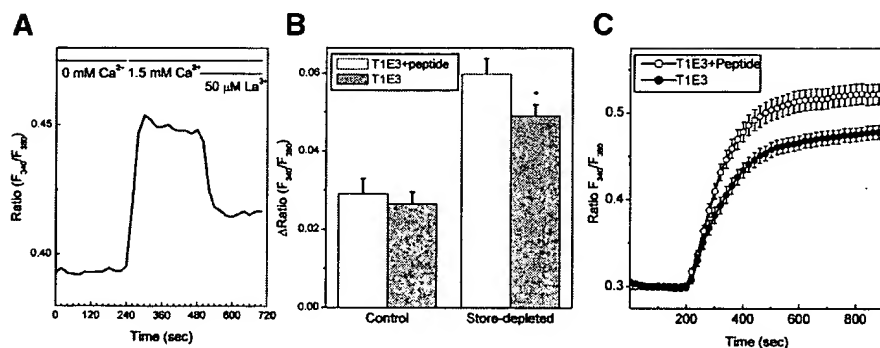 A
B
C
0 mM Ca²⁻ 1.5 mM Ca²⁺
50 µM La³⁺
0.45
0.40
Ratio (F₃₄₀/F₃₈₀)
0 120 240 360 480 600 720
Time (sec)
T1E3+peptide
T1E3
0.06
0.04
0.02
0.00
ΔRatio (F₃₄₀/F₃₈₀)
*
Control Store-depleted
T1E3+Peptide
T1E3
0.5
0.4
0.3
Ratio F₃₄₀/F₃₈₀
200 400 600 800
Time (sec)